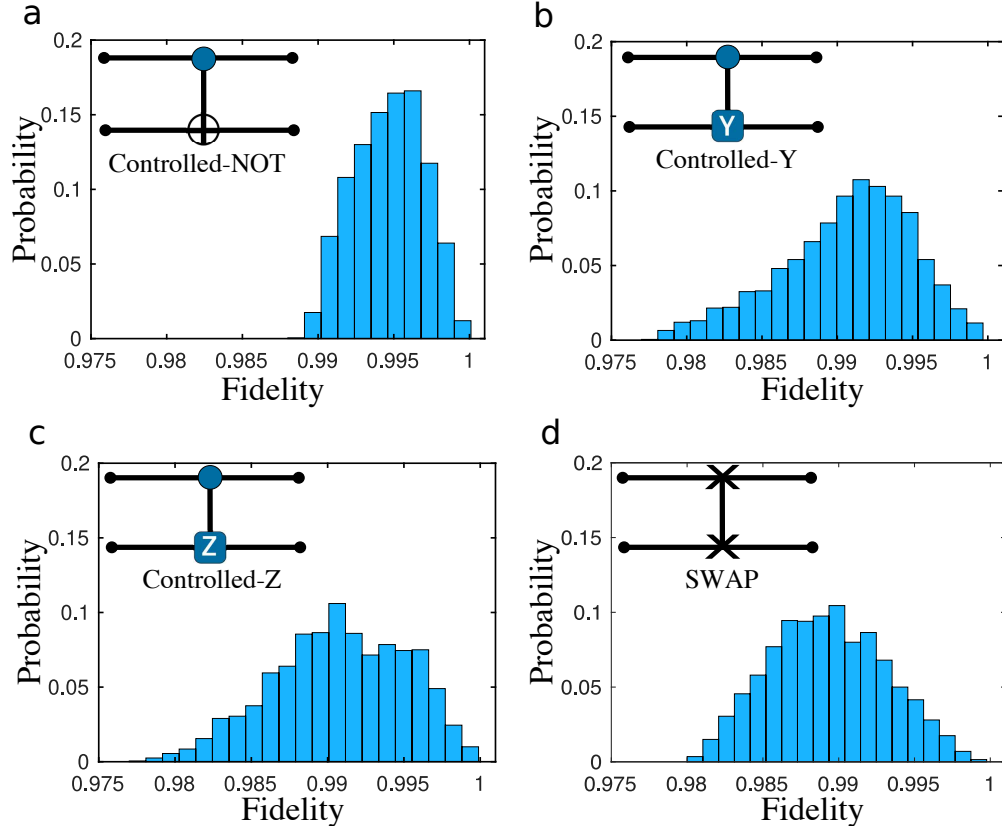 a
0.2
0.15
0.1
0.05
0
Probability
Controlled-NOT
0.975
0.98
0.985
0.99
0.995
1
Fidelity
b
0.2
0.15
0.1
0.05
0
Probability
Y
Controlled-Y
0.975
0.98
0.985
0.99
0.995
1
Fidelity
c
0.2
0.15
0.1
0.05
0
Probability
Z
Controlled-Z
0.975
0.98
0.985
0.99
0.995
1
Fidelity
d
0.2
0.15
0.1
0.05
0
Probability
SWAP
0.975
0.98
0.985
0.99
0.995
1
Fidelity